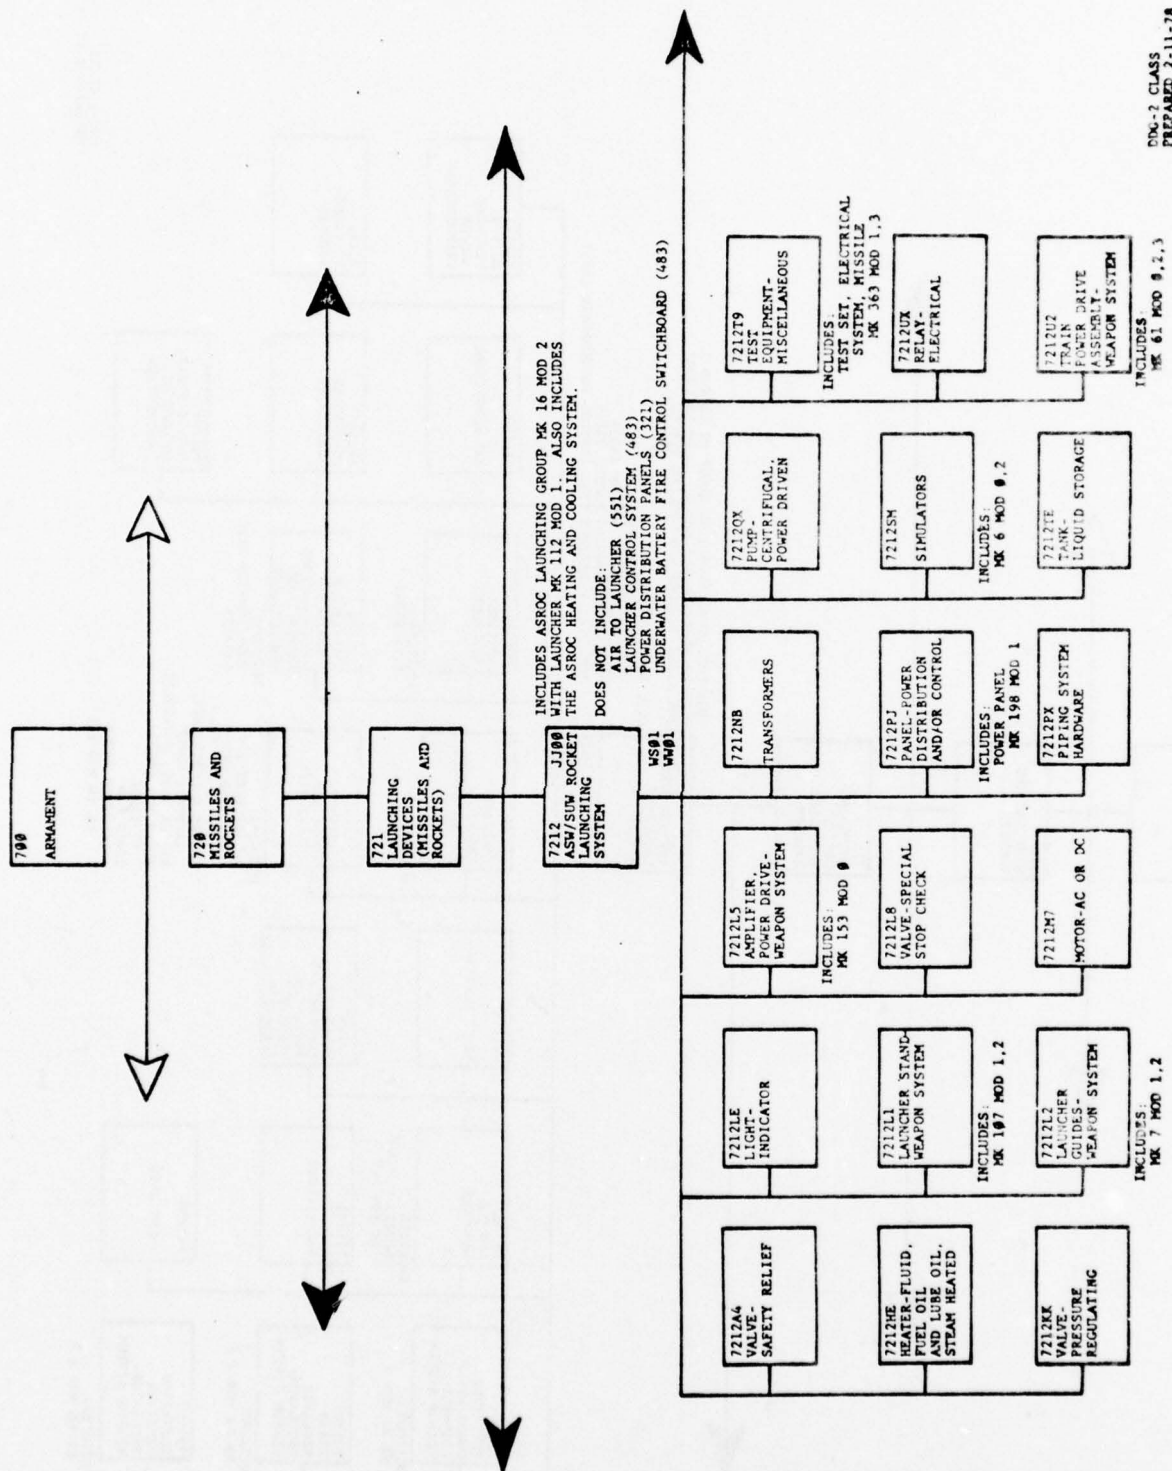 700
ARMAMENT
720
MISSILES AND
ROCKETS
721
LAUNCHING
DEVICES
(MISSILES AND
ROCKETS)
7212 JJ00
ASW/SUW ROCKET
LAUNCHING
SYSTEM
INCLUDES ASROC LAUNCHING GROUP MK 16 MOD 2
WITH LAUNCHER MK 112 MOD 1. ALSO INCLUDES
THE ASROC HEATING AND COOLING SYSTEM.
DOES NOT INCLUDE:
AIR TO LAUNCHER (551)
LAUNCHER CONTROL SYSTEM (483)
POWER DISTRIBUTION PANELS (321)
UNDERWATER BATTERY FIRE CONTROL SWITCHBOARD (483)
WS01
WW01
7212A4
VALVE-
SAFETY RELIEF
7212HE
HEATER-FLUID,
FUEL OIL
AND LUBE OIL,
STEAM HEATED
7212KK
VALVE-
PRESSURE
REGULATING
7212LE
LIGHT-
INDICATOR
7212L1
LAUNCHER STAND-
WEAPON SYSTEM
INCLUDES:
MK 107 MOD 1,2
7212L2
LAUNCHER
GUIDES-
WEAPON SYSTEM
INCLUDES:
MK 7 MOD 1,2
7212L5
AMPLIFIER,
POWER DRIVE-
WEAPON SYSTEM
INCLUDES:
MK 153 MOD 0
7212L8
VALVE-SPECIAL
STOP CHECK
7212M7
MOTOR-AC OR DC
7212NB
TRANSFORMERS
7212PJ
PANEL-POWER
DISTRIBUTION
AND/OR CONTROL
INCLUDES:
POWER PANEL
MK 198 MOD 1
7212PX
PIPING SYSTEM
HARDWARE
7212QX
PUMP-
CENTRIFUGAL,
POWER DRIVEN
7212SM
SIMULATORS
INCLUDES:
MK 6 MOD 0,2
7212TE
TANK-
LIQUID STORAGE
7212T9
TEST
EQUIPMENT-
MISCELLANEOUS
INCLUDES:
TEST SET, ELECTRICAL
SYSTEM, MISSILE
MK 363 MOD 1,3
7212UX
RELAY-
ELECTRICAL
7212U2
TRAIN
POWER DRIVE
ASSEMBLY-
WEAPON SYSTEM
INCLUDES:
MK 61 MOD 0,2,3
DDG-2 CLASS
PREPARED 2-11-78